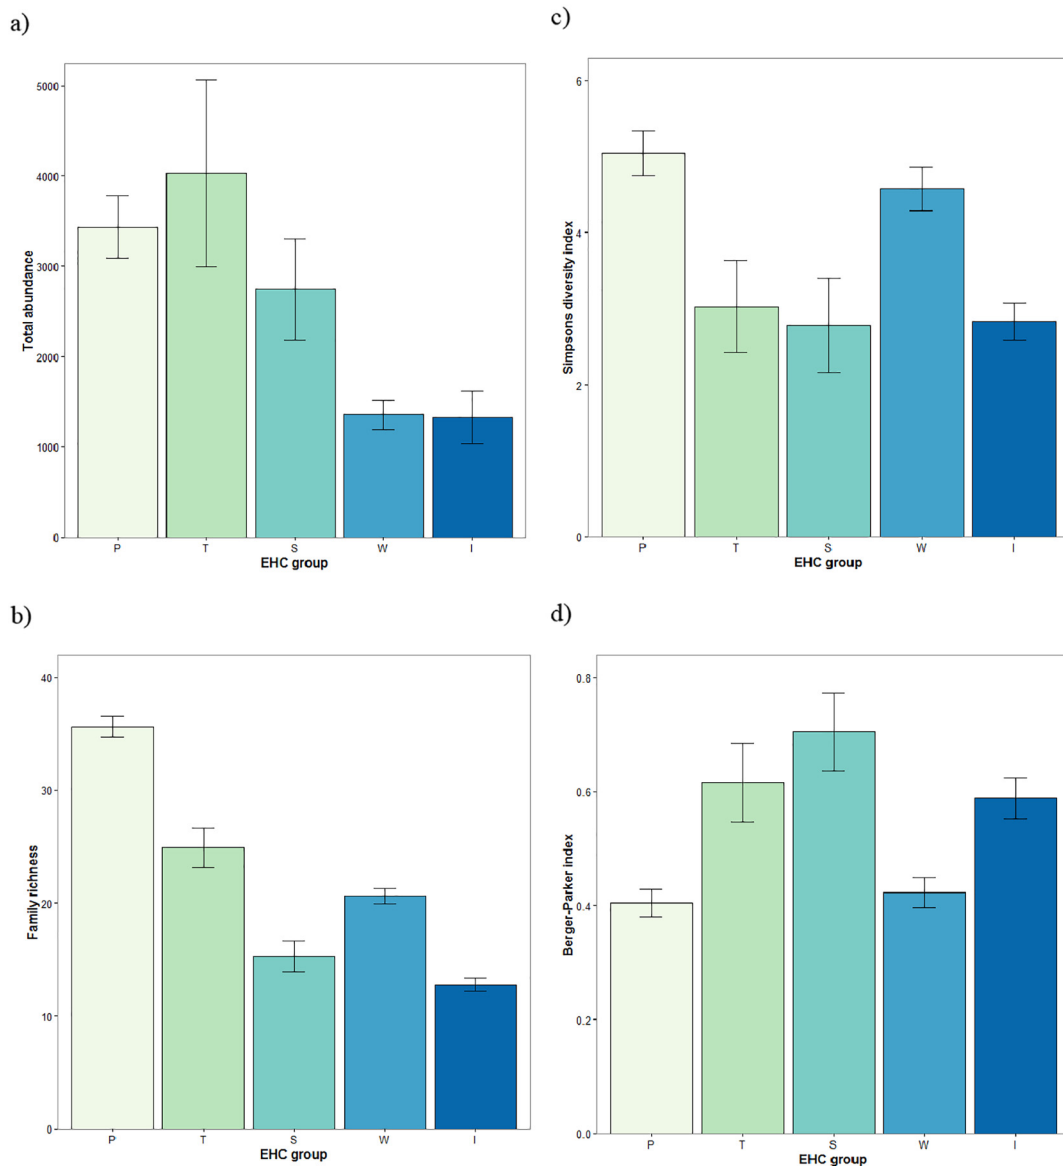 a)
Total abundance
5000
4000
3000
2000
1000
0
P T S W I
EHC group
b)
Family richness
40
30
20
10
0
P T S W I
EHC group
c)
Simpsons diversity index
6
4
2
0
P T S W I
EHC group
d)
Berger-Parker index
0.8
0.6
0.4
0.2
0.0
P T S W I
EHC group